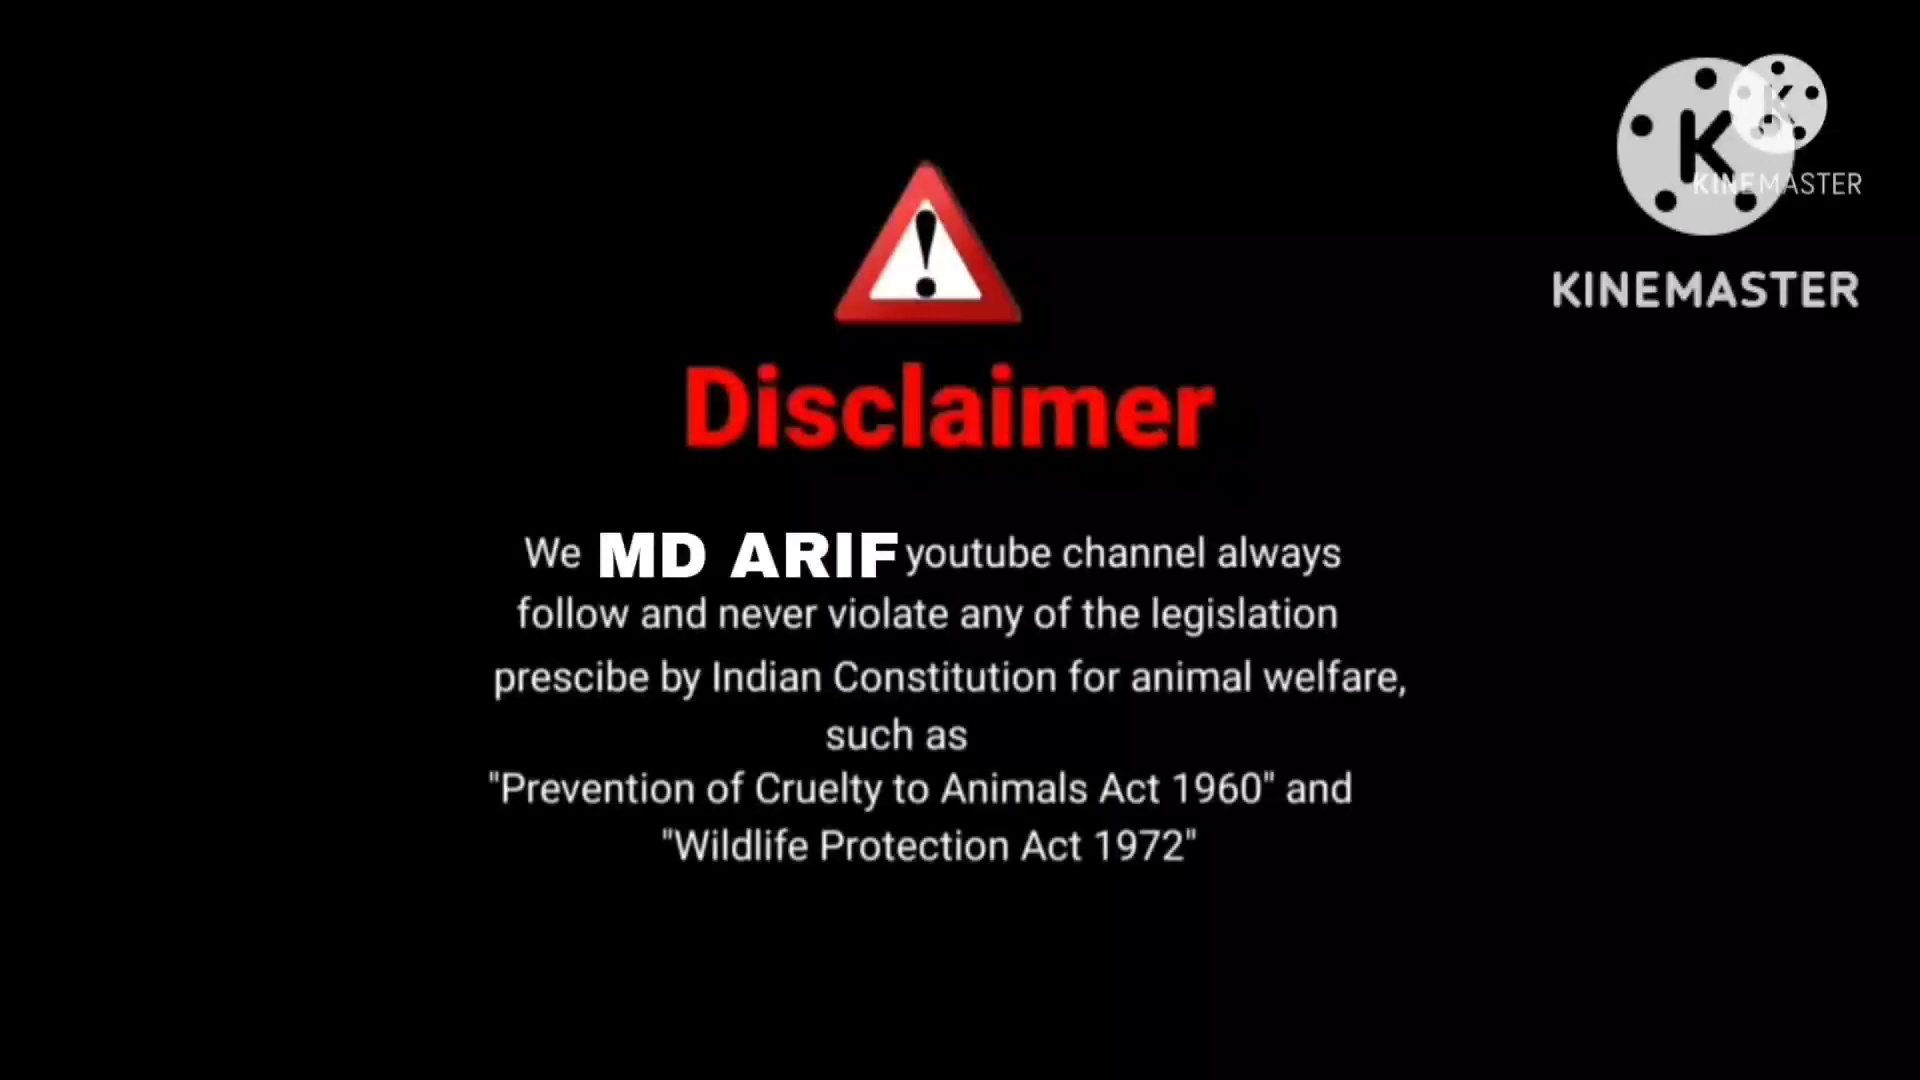 K
K
KINEMASTER
KINEMASTER
!
Disclaimer
We MD ARIF youtube channel always
follow and never violate any of the legislation
prescibe by Indian Constitution for animal welfare,
such as
"Prevention of Cruelty to Animals Act 1960" and
"Wildlife Protection Act 1972"